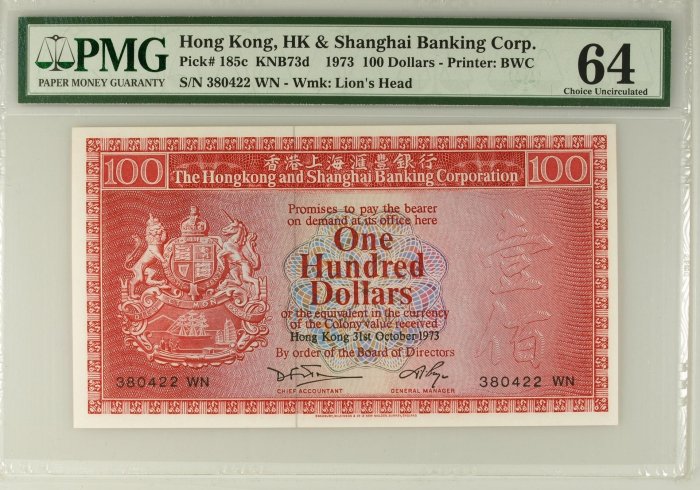 PMG
PAPER MONEY GUARANTY
Hong Kong, HK & Shanghai Banking Corp.
Pick# 185c KNB73d 1973 100 Dollars - Printer: BWC
S/N 380422 WN - Wmk: Lion's Head
64
Choice Uncirculated
100
香港上海滙豐銀行
100
The Hongkong and Shanghai Banking Corporation
Promises to pay the bearer
on demand at its office here
One
Hundred
Dollars
or the equivalent in the currency
of the Colony value received
Hong Kong 31st October 1973
By order of the Board of Directors
壹
佰
380422 WN
380422 WN
CHIEF ACCOUNTANT
GENERAL MANAGER